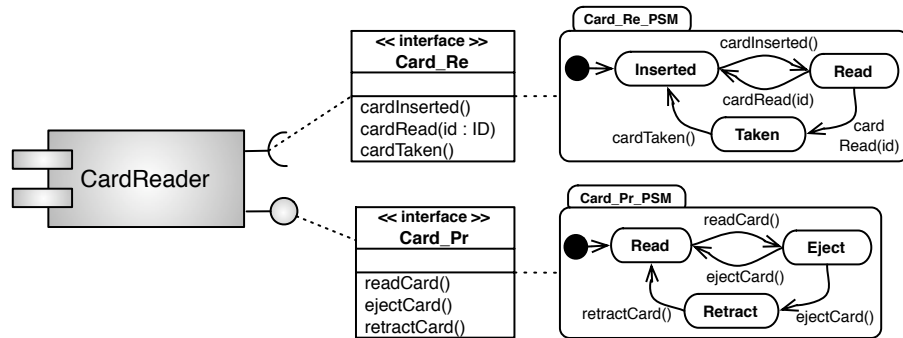 CardReader
<< interface >>
Card_Re
cardInserted()
cardRead(id : ID)
cardTaken()
Card_Re_PSM
Inserted
cardInserted()
Read
cardRead(id)
cardTaken()
Taken
card
Read(id)
<< interface >>
Card_Pr
readCard()
ejectCard()
retractCard()
Card_Pr_PSM
Read
readCard()
Eject
ejectCard()
retractCard()
Retract
ejectCard()